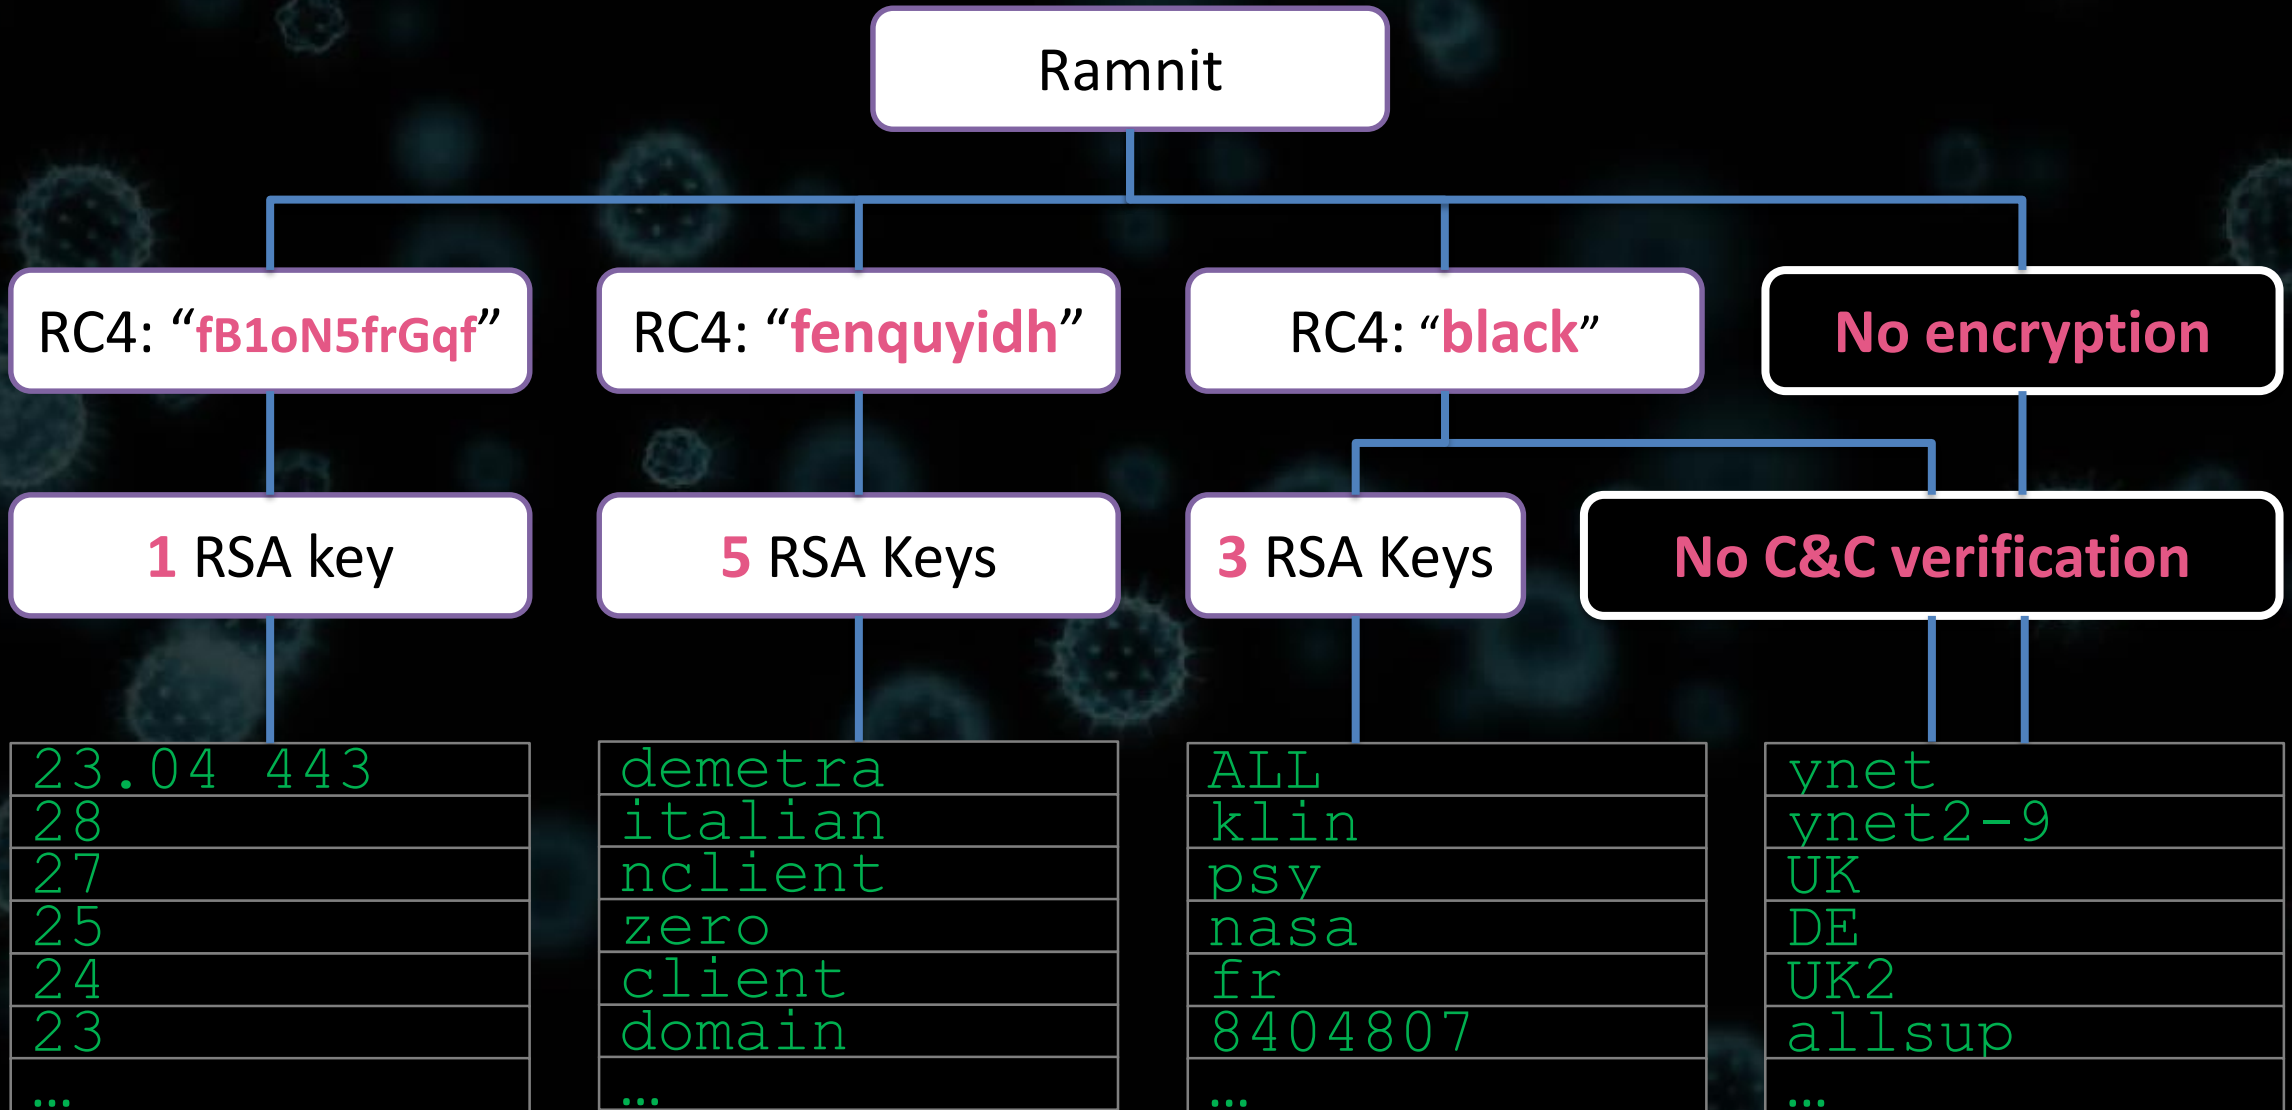 Ramnit
RC4: “fB1oN5frGqf”
RC4: “fenquyidh”
RC4: “black”
No encryption
1 RSA key
5 RSA Keys
3 RSA Keys
No C&C verification
23.04 443
28
27
25
24
23
…
demetra
italian
nclient
zero
client
domain
…
ALL
klin
psy
nasa
fr
8404807
…
ynet
ynet2-9
UK
DE
UK2
allsup
…